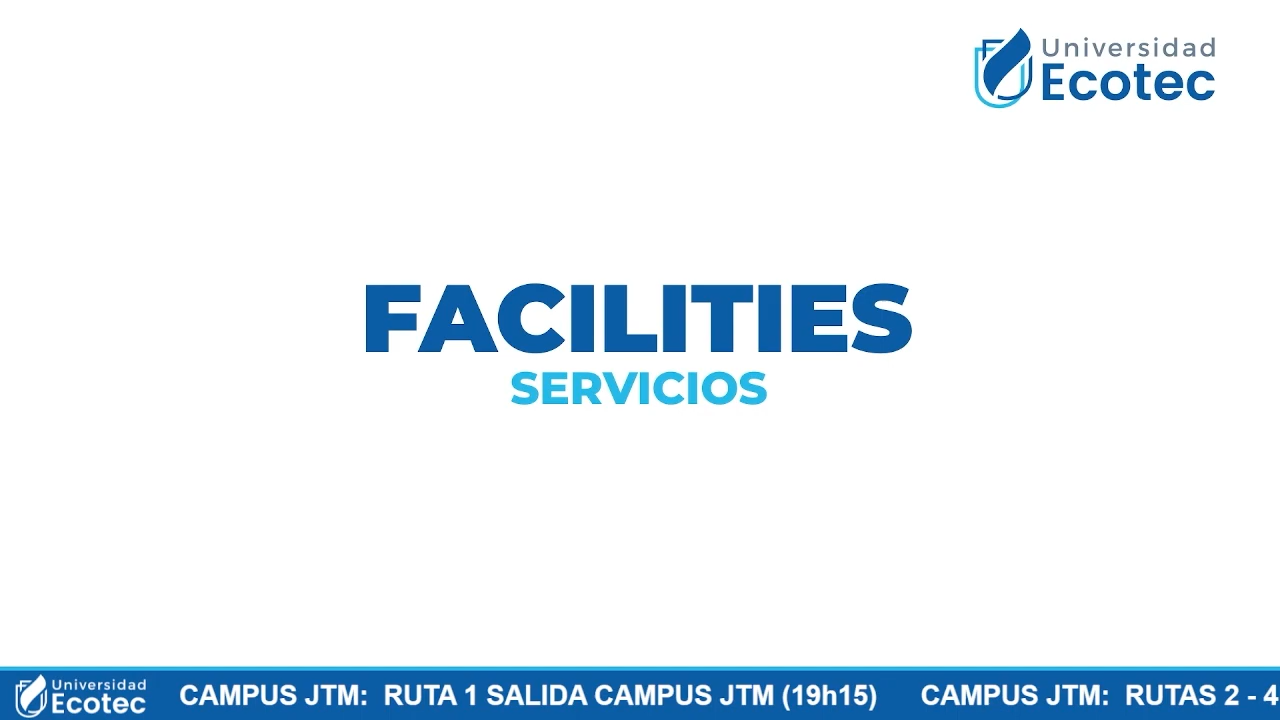 Universidad
Ecotec
FACILITIES
SERVICIOS
Universidad
Ecotec
CAMPUS JTM: RUTA 1 SALIDA CAMPUS JTM (19h15) CAMPUS JTM: RUTAS 2 - 4